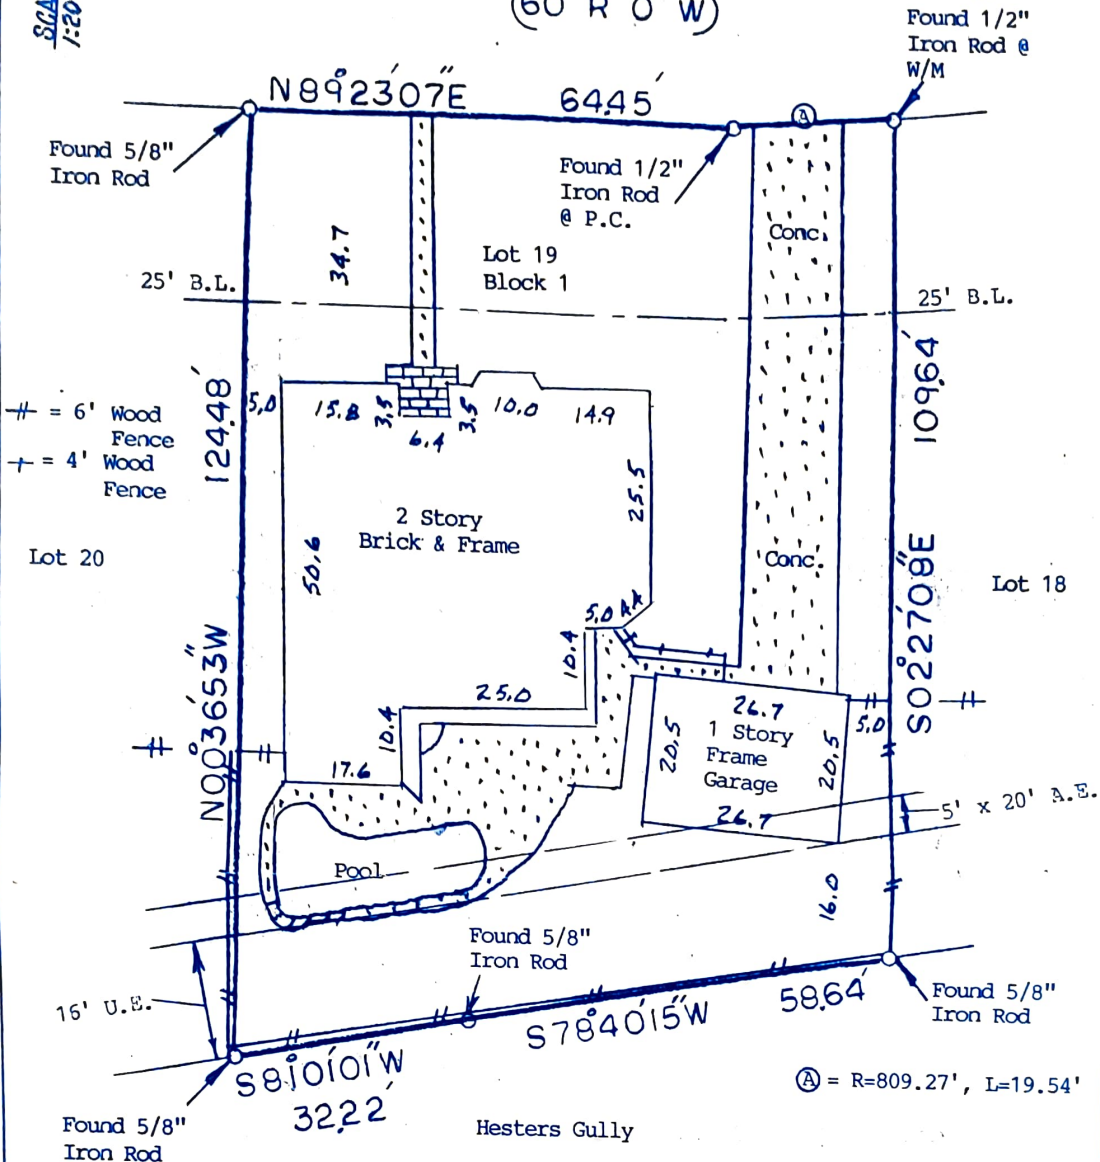 (60' R O W)
Found 1/2"
Iron Rod @
W/M
N89°23'07"E
64.45'
Ⓐ
Found 5/8"
Iron Rod
Found 1/2"
Iron Rod
@ P.C.
Conc.
34.7
Lot 19
Block 1
25' B.L.
25' B.L.
124.48'
109.64'
5.0
15.8
3.5
6.4
3.5
10.0
14.9
╫ = 6' Wood
Fence
┼ = 4' Wood
Fence
25.5
2 Story
Brick & Frame
50.6
Conc.
Lot 20
Lot 18
5.0
10.4
N00°36'53"W
S02°27'08"E
25.0
10.4
17.6
26.7
1 Story
Frame
Garage
20.5
20.5
26.7
5.0
5' x 20' A.E.
Pool
16.0
Found 5/8"
Iron Rod
16' U.E.
58.64'
S78°40'15"W
Found 5/8"
Iron Rod
S81°01'01"W
32.22'
Ⓐ = R=809.27', L=19.54'
Found 5/8"
Iron Rod
Hesters Gully